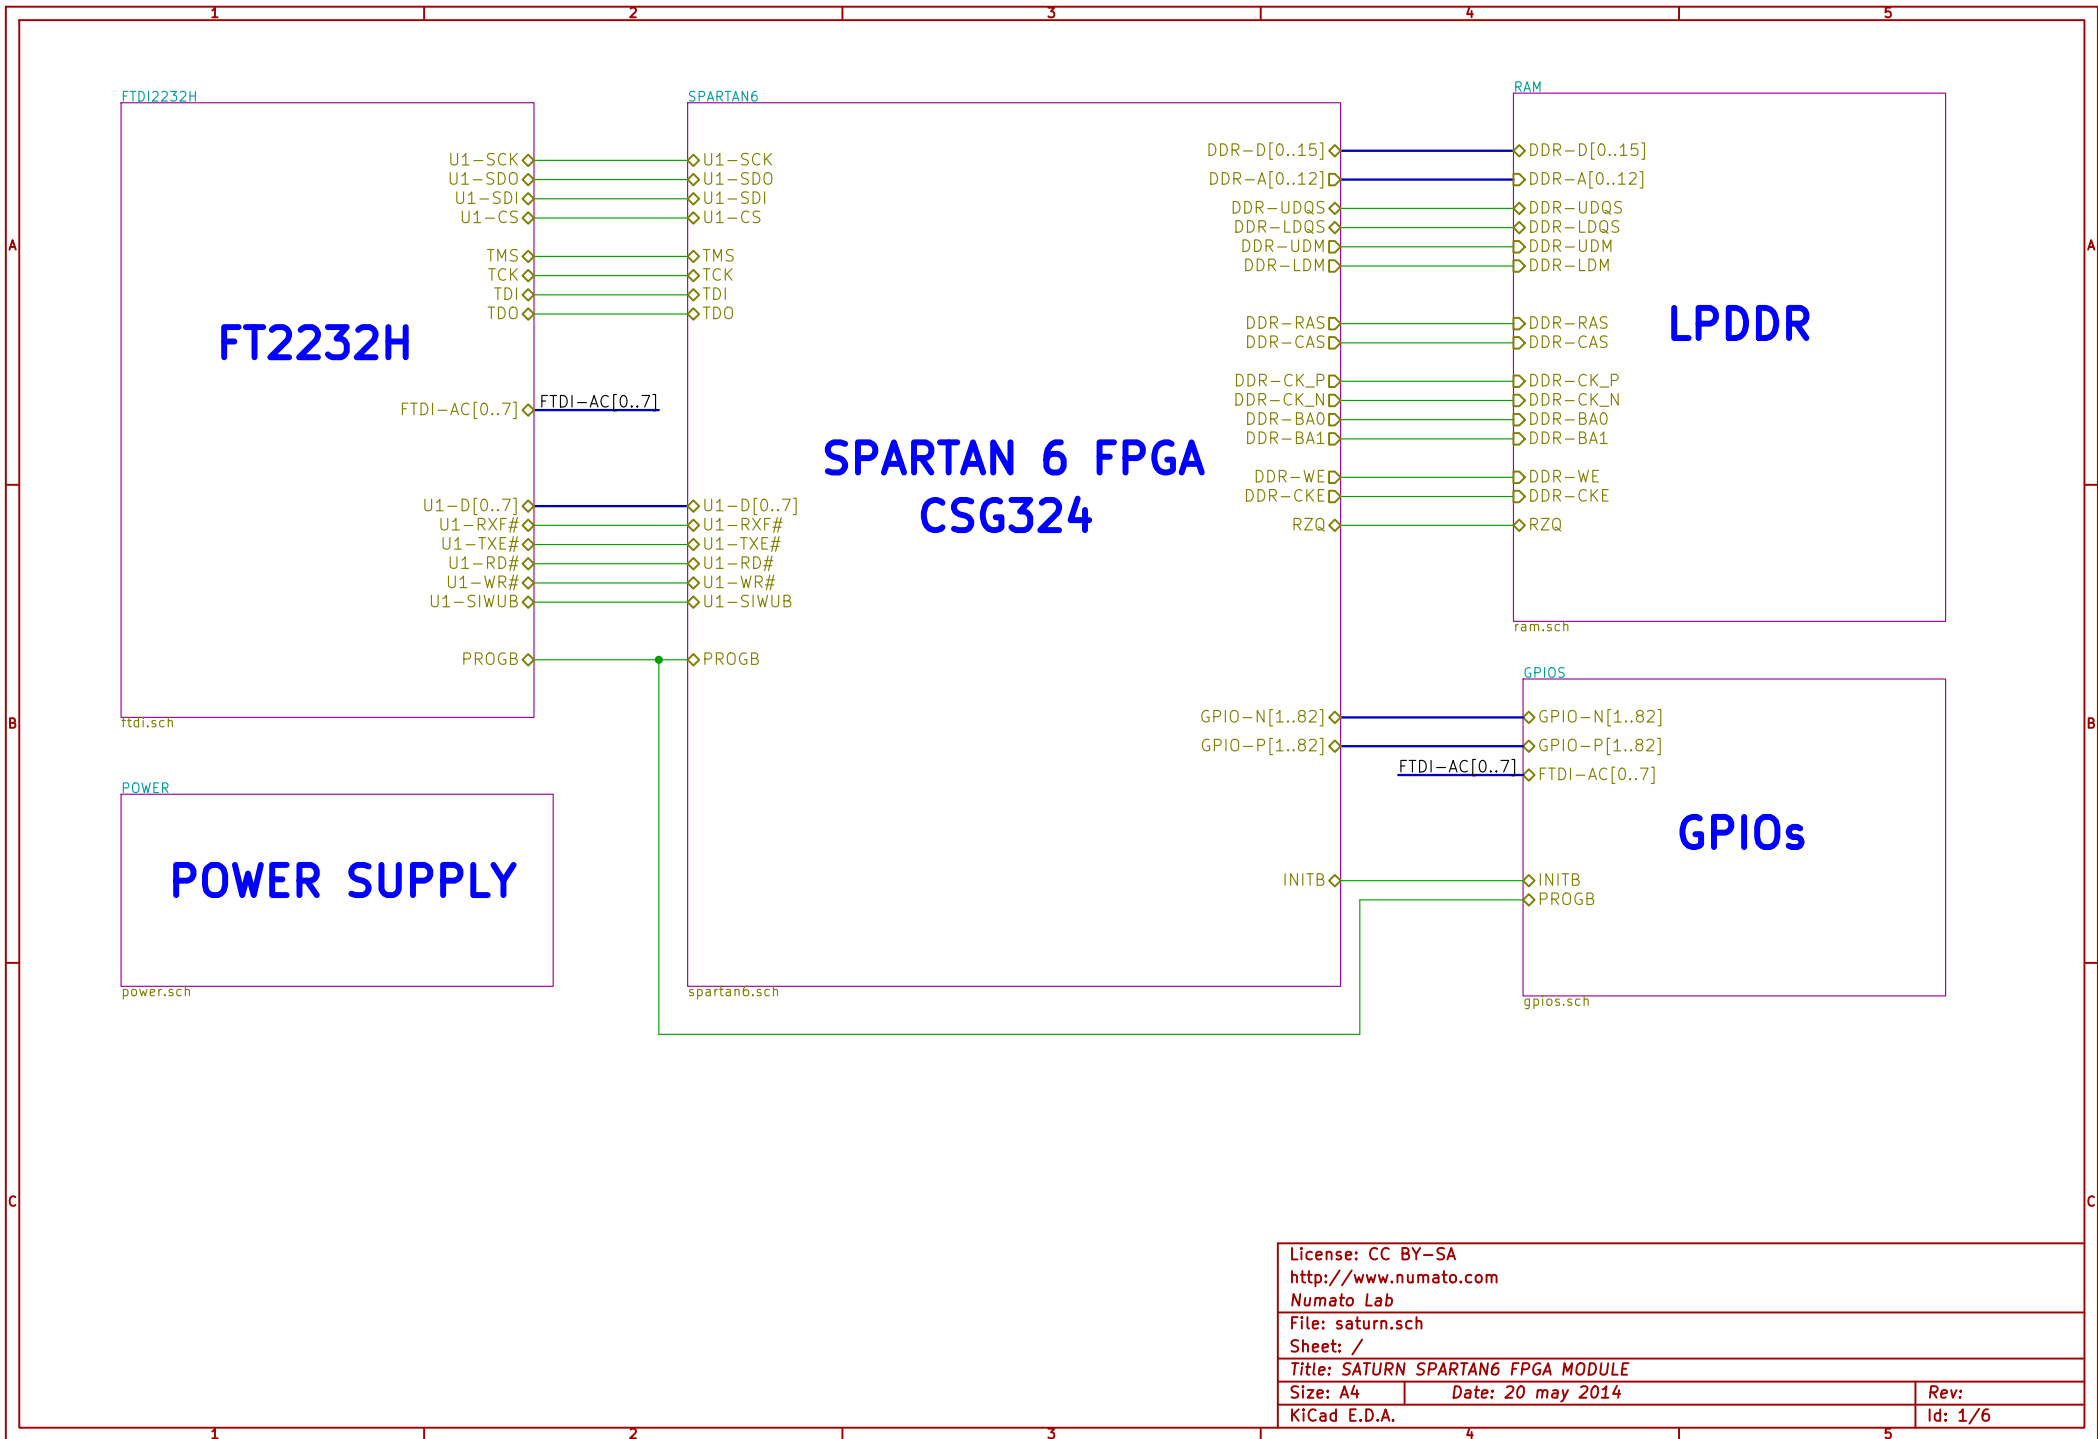 1 2 3 4 5
FTDI2232H
U1-SCK
U1-SDO
U1-SDI
U1-CS
TMS
TCK
TDI
TDO
FT2232H
FTDI-AC[0..7] FTDI-AC[0..7]
U1-D[0..7]
U1-RXF#
U1-TXE#
U1-RD#
U1-WR#
U1-SIWUB
PROGB
ftdi.sch
POWER
POWER SUPPLY
power.sch
SPARTAN6
U1-SCK
U1-SDO
U1-SDI
U1-CS
TMS
TCK
TDI
TDO
U1-D[0..7]
U1-RXF#
U1-TXE#
U1-RD#
U1-WR#
U1-SIWUB
PROGB
SPARTAN 6 FPGA
CSG324
DDR-D[0..15]
DDR-A[0..12]
DDR-UDQS
DDR-LDQS
DDR-UDM
DDR-LDM
DDR-RAS
DDR-CAS
DDR-CK_P
DDR-CK_N
DDR-BA0
DDR-BA1
DDR-WE
DDR-CKE
RZQ
GPIO-N[1..82]
GPIO-P[1..82]
INITB
spartan6.sch
RAM
DDR-D[0..15]
DDR-A[0..12]
DDR-UDQS
DDR-LDQS
DDR-UDM
DDR-LDM
DDR-RAS
DDR-CAS
DDR-CK_P
DDR-CK_N
DDR-BA0
DDR-BA1
DDR-WE
DDR-CKE
RZQ
LPDDR
ram.sch
GPIOS
GPIO-N[1..82]
GPIO-P[1..82]
FTDI-AC[0..7] FTDI-AC[0..7]
GPIOs
INITB
PROGB
gpios.sch
A A
B B
C C
License: CC BY-SA
http://www.numato.com
Numato Lab
File: saturn.sch
Sheet: /
Title: SATURN SPARTAN6 FPGA MODULE
Size: A4 Date: 20 may 2014 Rev:
KiCad E.D.A. Id: 1/6
1 2 3 4 5